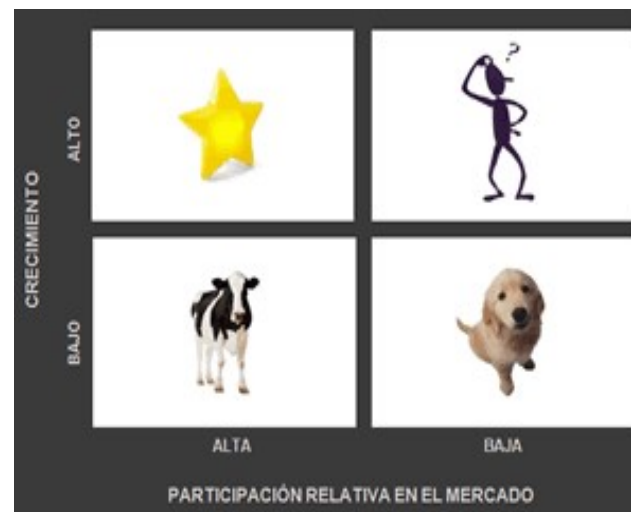 ?
CRECIMIENTO
ALTO
BAJO
ALTA
BAJA
PARTICIPACIÓN RELATIVA EN EL MERCADO